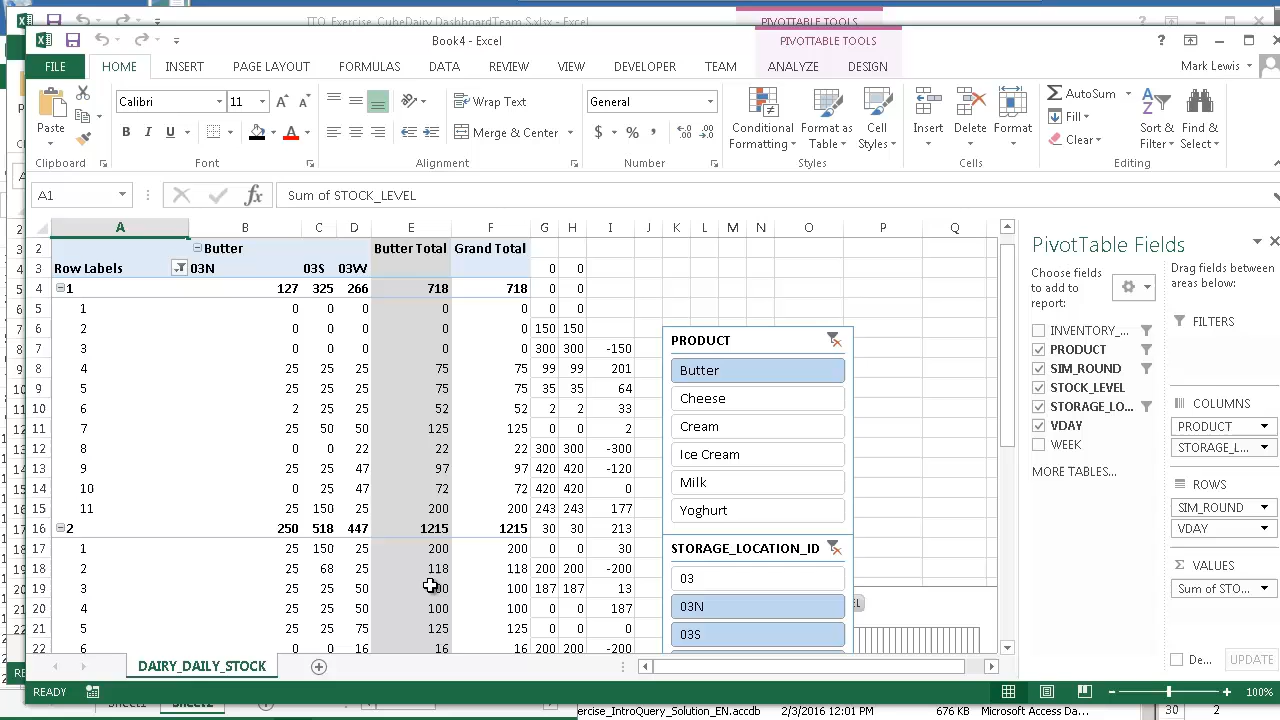 ITO_Exercise_CubeDairy_DashboardTeam S.xlsx - Excel
PIVOTTABLE TOOLS
Book4 - Excel
PIVOTTABLE TOOLS
FILE HOME INSERT PAGE LAYOUT FORMULAS DATA REVIEW VIEW DEVELOPER TEAM ANALYZE DESIGN Mark Lewis
Calibri 11 Wrap Text General AutoSum
Fill
Paste B I U Merge & Center $ % Conditional Formatting Format as Table Cell Styles Insert Delete Format Clear Sort & Filter Find & Select
Clipboard Font Alignment Number Styles Cells Editing
A1 fx Sum of STOCK_LEVEL
A B C D E F G H I J K L M N O P Q
2 Butter Butter Total Grand Total
3 Row Labels 03N 03S 03W 0 0
4 1 127 325 266 718 718 0 0
5 1 0 0 0 0 0 0 0
6 2 0 0 0 0 0 150 150
7 3 0 0 0 0 0 300 300 -150
8 4 25 25 25 75 75 99 99 201
9 5 25 25 25 75 75 35 35 64
10 6 2 25 25 52 52 2 2 33
11 7 25 50 50 125 125 0 0 2
12 8 0 0 22 22 22 300 300 -300
13 9 25 25 47 97 97 420 420 -120
14 10 0 25 47 72 72 420 420 0
15 11 25 150 25 200 200 243 243 177
16 2 250 518 447 1215 1215 30 30 213
17 1 25 150 25 200 200 0 0 30
18 2 25 68 25 118 118 200 200 -200
19 3 25 25 50 100 187 187 13
20 4 25 25 50 100 100 0 0 187
21 5 25 25 75 125 125 0 0 0
22 6 0 0 16 16 16 200 200 -200
PRODUCT
Butter
Cheese
Cream
Ice Cream
Milk
Yoghurt
STORAGE_LOCATION_ID
03
03N
03S
PivotTable Fields
Choose fields to add to report:
INVENTORY_...
PRODUCT
SIM_ROUND
STOCK_LEVEL
STORAGE_LO...
VDAY
WEEK
MORE TABLES...
Drag fields between areas below:
FILTERS
COLUMNS
PRODUCT
STORAGE_L...
ROWS
SIM_ROUND
VDAY
Σ VALUES
Sum of STO...
De... UPDATE
DAIRY_DAILY_STOCK
READY 100%
ercise_IntroQuery_Solution_EN.accdb 2/3/2016 12:01 PM 676 KB Microsoft Access Da... 30 2